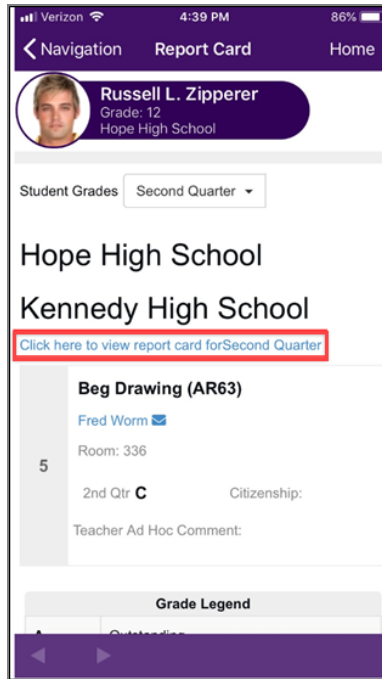 Verizon 4:39 PM 86%
Navigation Report Card Home
Russell L. Zipperer
Grade: 12
Hope High School
Student Grades Second Quarter
Hope High School
Kennedy High School
Click here to view report card forSecond Quarter
Beg Drawing (AR63)
Fred Worm
Room: 336
5
2nd Qtr C Citizenship:
Teacher Ad Hoc Comment:
Grade Legend
A Outstanding